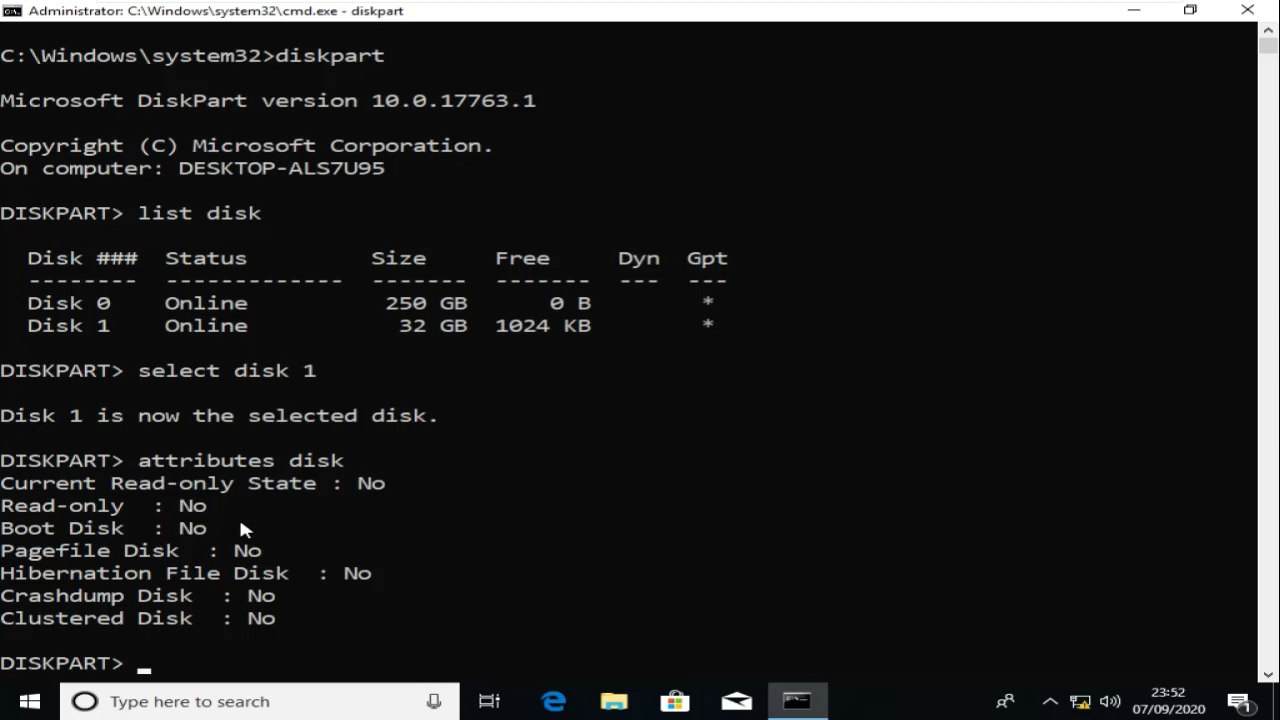 Administrator: C:\Windows\system32\cmd.exe - diskpart
C:\Windows\system32>diskpart
Microsoft DiskPart version 10.0.17763.1
Copyright (C) Microsoft Corporation.
On computer: DESKTOP-ALS7U95
DISKPART> list disk
Disk ### Status Size Free Dyn Gpt
-------- ------------- ------- ------- --- ---
Disk 0 Online 250 GB 0 B *
Disk 1 Online 32 GB 1024 KB *
DISKPART> select disk 1
Disk 1 is now the selected disk.
DISKPART> attributes disk
Current Read-only State : No
Read-only : No
Boot Disk : No
Pagefile Disk : No
Hibernation File Disk : No
Crashdump Disk : No
Clustered Disk : No
DISKPART>
Type here to search
23:52
07/09/2020
1